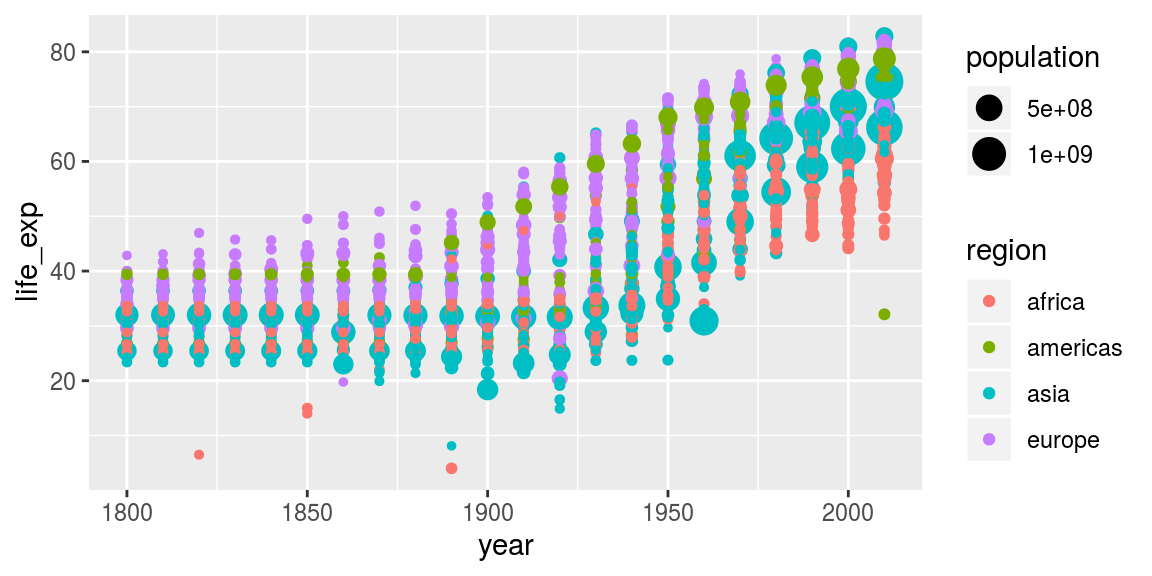 80
60
40
20
life_exp
1800 1850 1900 1950 2000
year
population
5e+08
1e+09
region
africa
americas
asia
europe